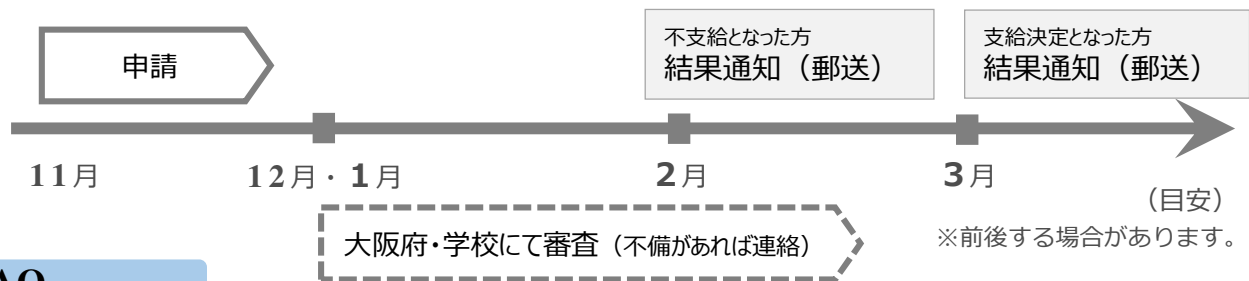 申請
不支給となった方
結果通知（郵送）
支給決定となった方
結果通知（郵送）
11月
12月・1月
2月
3月
（目安）
大阪府・学校にて審査（不備があれば連絡）
※前後する場合があります。